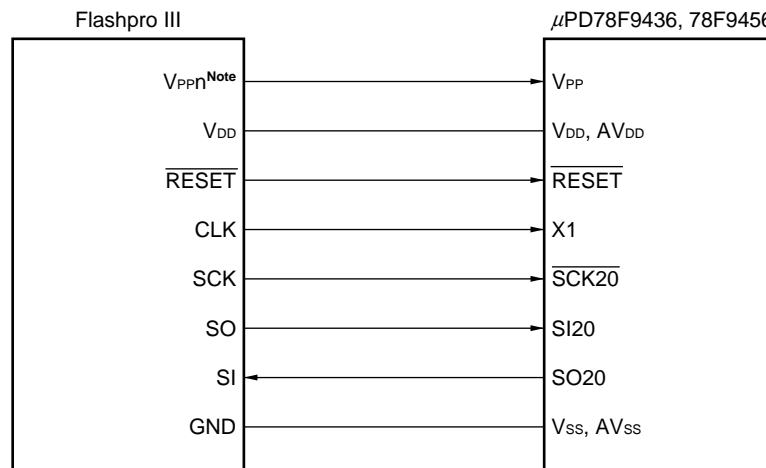 Flashpro III
μPD78F9436, 78F9456
VPPnNote
VPP
VDD
VDD, AVDD
RESET
RESET
CLK
X1
SCK
SCK20
SO
SI20
SI
SO20
GND
VSS, AVSS